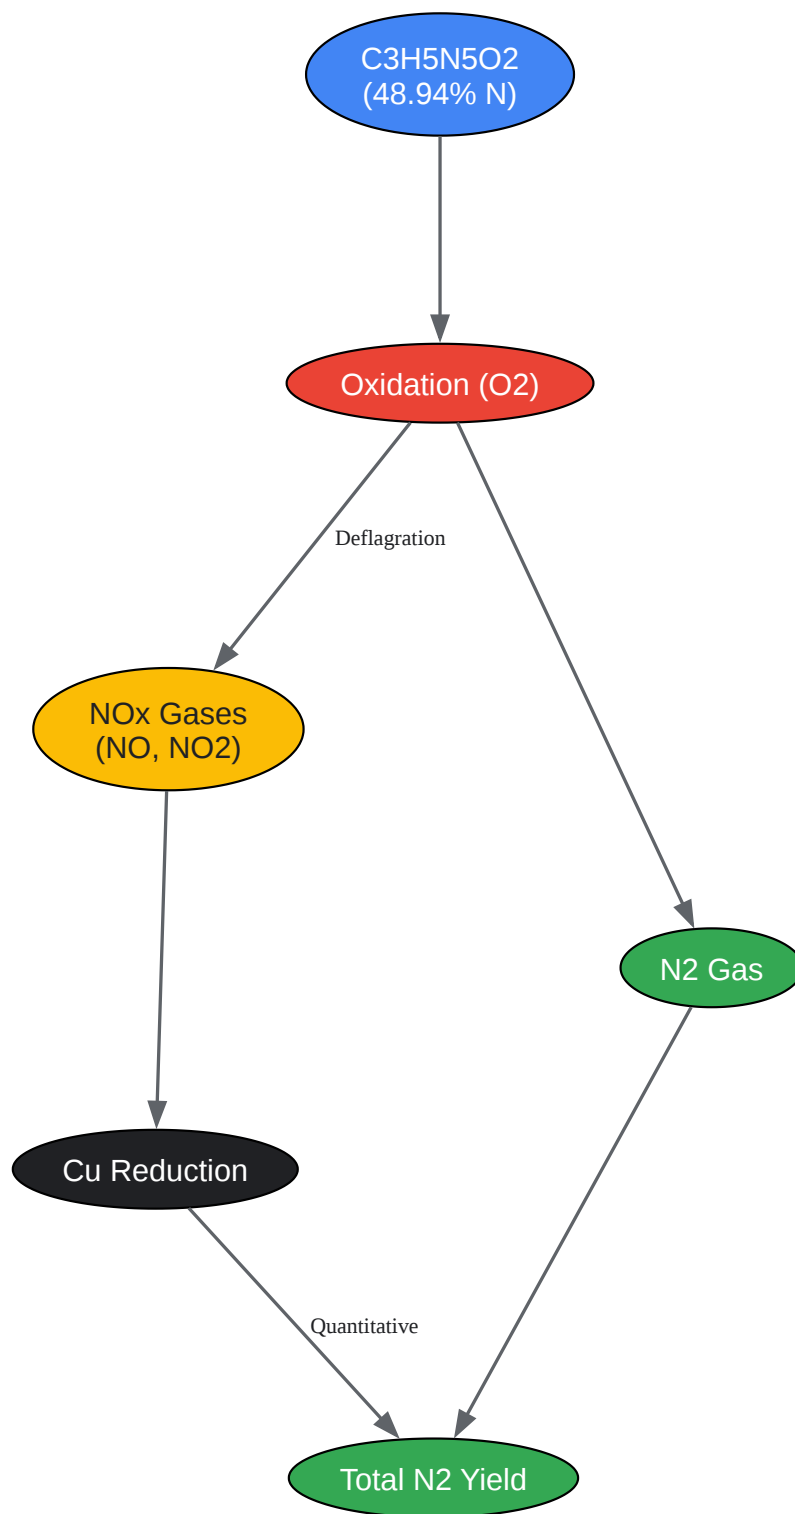 C3H5N5O2
(48.94% N)
Oxidation (O2)
Deflagration
NOx Gases
(NO, NO2)
N2 Gas
Cu Reduction
Quantitative
Total N2 Yield